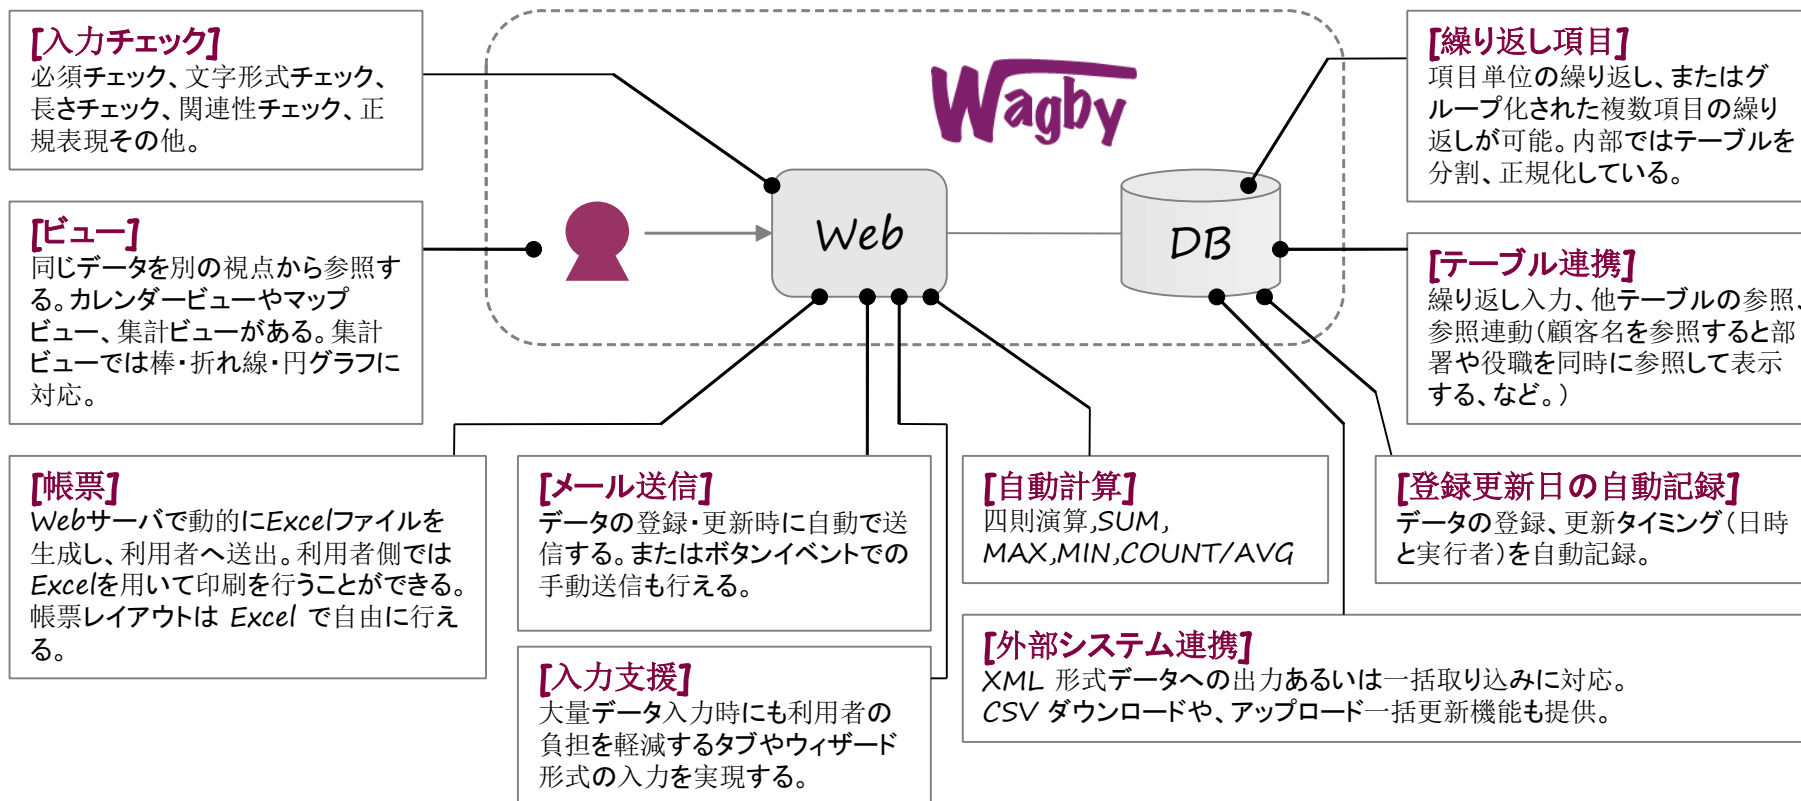 [入力チェック]
必須チェック、文字形式チェック、
長さチェック、関連性チェック、正
規表現その他。
Wagby
[繰り返し項目]
項目単位の繰り返し、またはグ
ループ化された複数項目の繰り
返しが可能。内部ではテーブルを
分割、正規化している。
[ビュー]
同じデータを別の視点から参照す
る。カレンダービューやマップ
ビュー、集計ビューがある。集計
ビューでは棒・折れ線・円グラフに
対応。
Web
DB
[テーブル連携]
繰り返し入力、他テーブルの参照、
参照連動(顧客名を参照すると部
署や役職を同時に参照して表示
する、など。)
[帳票]
Webサーバで動的にExcelファイルを
生成し、利用者へ送出。利用者側では
Excelを用いて印刷を行うことができる。
帳票レイアウトは Excel で自由に行え
る。
[メール送信]
データの登録・更新時に自動で送
信する。またはボタンイベントでの
手動送信も行える。
[自動計算]
四則演算,SUM,
MAX,MIN,COUNT/AVG
[登録更新日の自動記録]
データの登録、更新タイミング(日時
と実行者)を自動記録。
[入力支援]
大量データ入力時にも利用者の
負担を軽減するタブやウィザード
形式の入力を実現する。
[外部システム連携]
XML 形式データへの出力あるいは一括取り込みに対応。
CSV ダウンロードや、アップロード一括更新機能も提供。